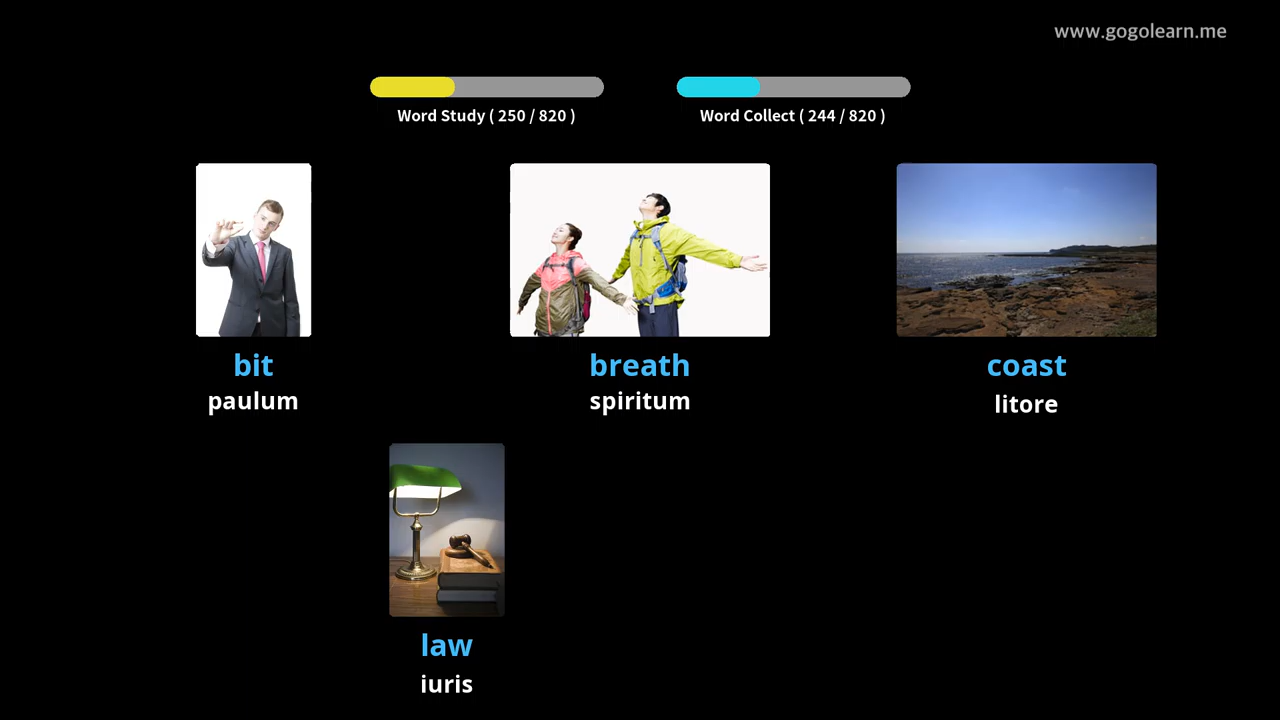 www.gogolearn.me
Word Study ( 250 / 820 )
Word Collect ( 244 / 820 )
bit
paulum
breath
spiritum
coast
litore
law
iuris